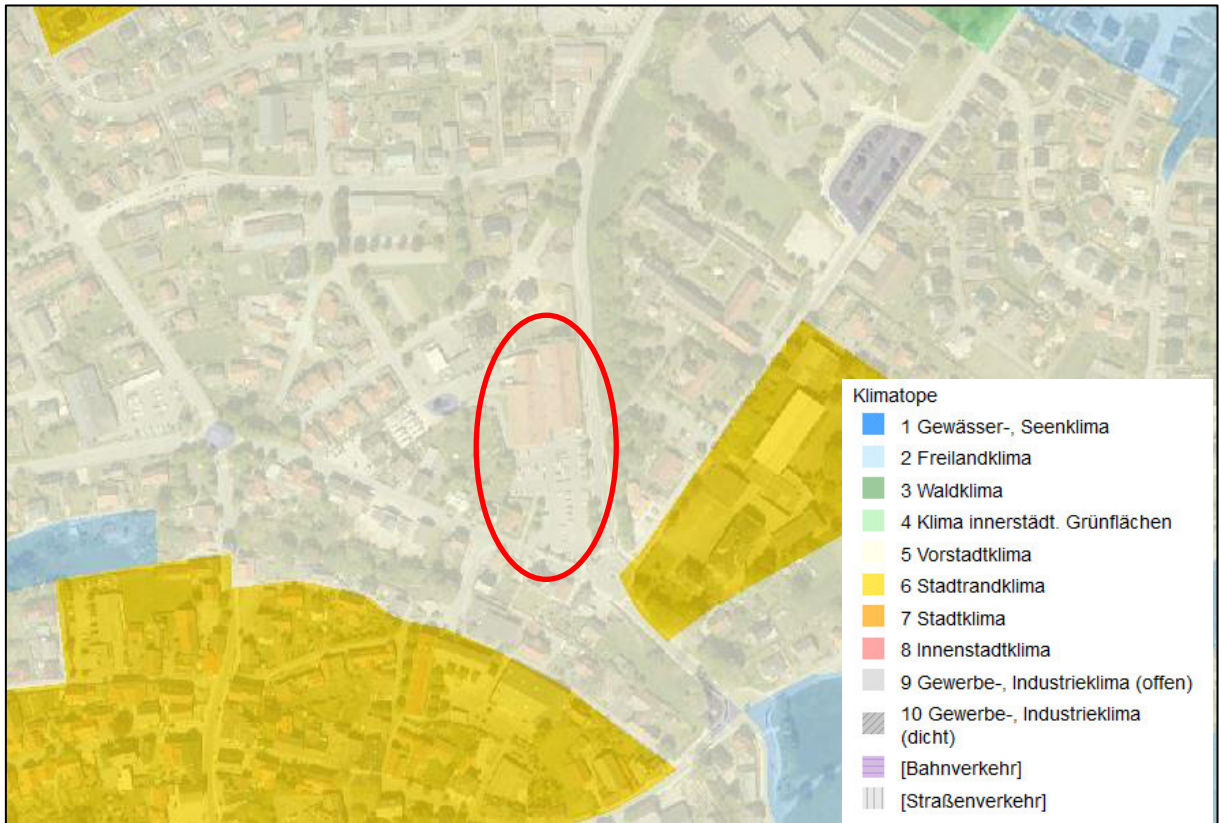 Klimatope
1 Gewässer-, Seenklima
2 Freilandklima
3 Waldklima
4 Klima innerstädt. Grünflächen
5 Vorstadtklima
6 Stadtrandklima
7 Stadtklima
8 Innenstadtklima
9 Gewerbe-, Industrieklima (offen)
10 Gewerbe-, Industrieklima
(dicht)
[Bahnverkehr]
[Straßenverkehr]